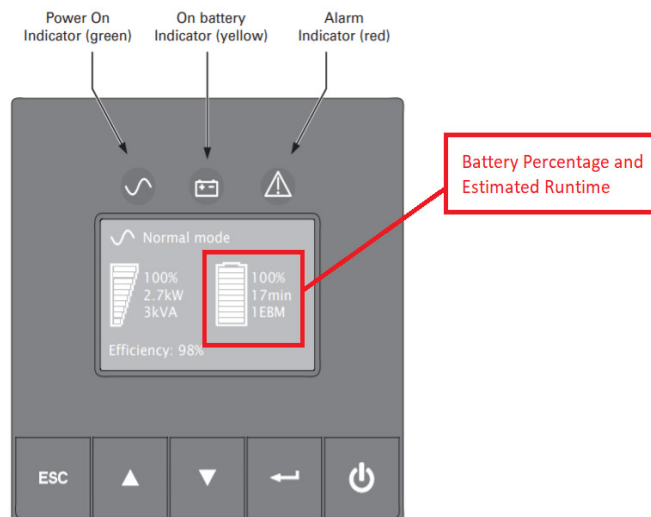 Power On
Indicator (green)
On battery
Indicator (yellow)
Alarm
Indicator (red)
Battery Percentage and
Estimated Runtime
Normal mode
100%
2.7kW
3kVA
100%
17min
1EBM
Efficiency: 98%
ESC